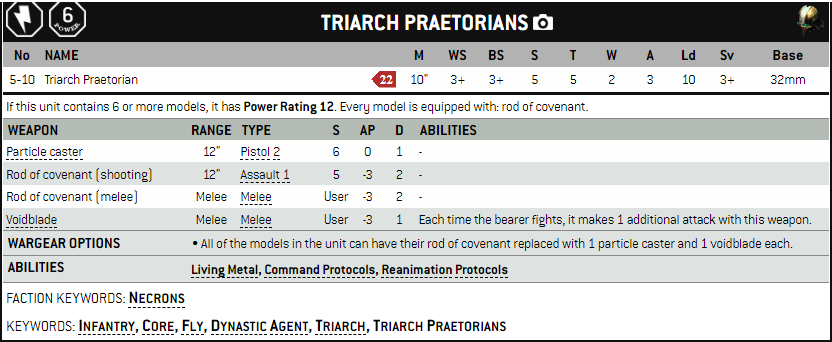 6 POWER TRIARCH PRAETORIANS
No NAME M WS BS S T W A Ld Sv Base
5-10 Triarch Praetorian 22 10" 3+ 3+ 5 5 2 3 10 3+ 32mm
If this unit contains 6 or more models, it has Power Rating 12. Every model is equipped with: rod of covenant.
WEAPON RANGE TYPE S AP D ABILITIES
Particle caster 12" Pistol 2 6 0 1 -
Rod of covenant (shooting) 12" Assault 1 5 -3 2 -
Rod of covenant (melee) Melee Melee User -3 2 -
Voidblade Melee Melee User -3 1 Each time the bearer fights, it makes 1 additional attack with this weapon.
WARGEAR OPTIONS • All of the models in the unit can have their rod of covenant replaced with 1 particle caster and 1 voidblade each.
ABILITIES Living Metal, Command Protocols, Reanimation Protocols
FACTION KEYWORDS: NECRONS
KEYWORDS: INFANTRY, CORE, FLY, DYNASTIC AGENT, TRIARCH, TRIARCH PRAETORIANS